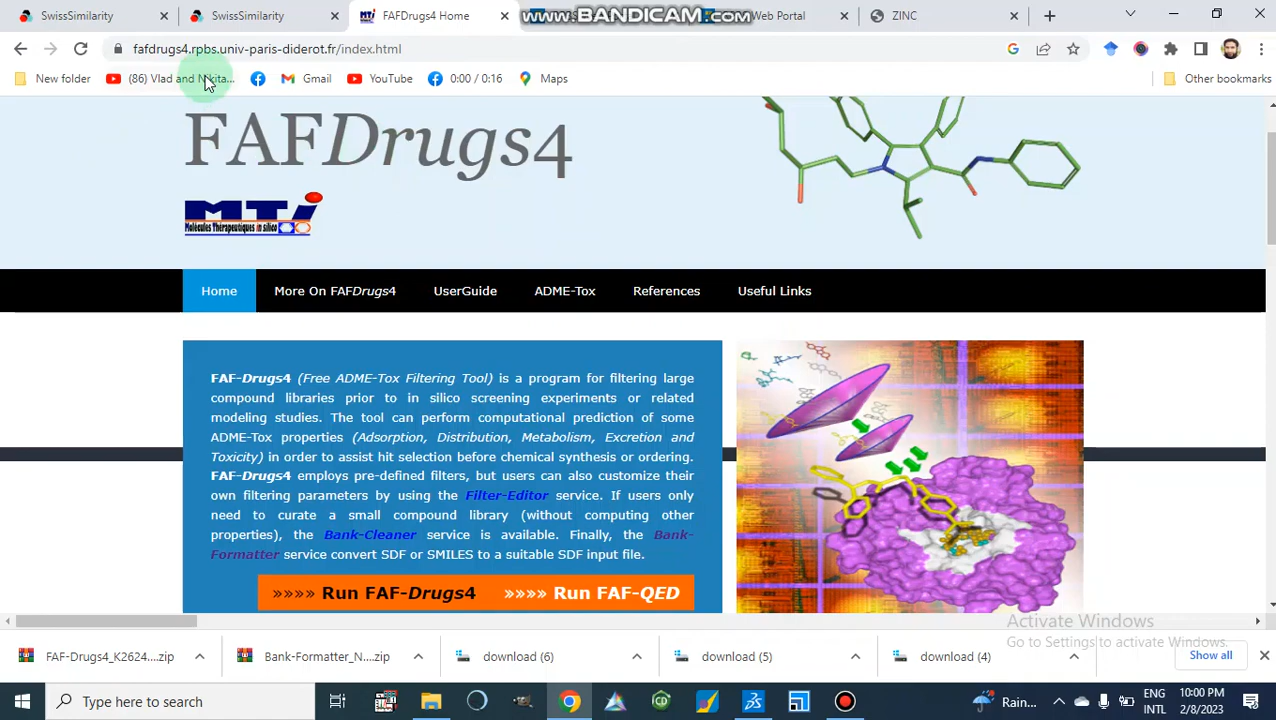 SwissSimilarity
SwissSimilarity
FAFDrugs4 Home
WWW.BANDICAM.COM
Web Portal
ZINC
fafdrugs4.rpbs.univ-paris-diderot.fr/index.html
New folder
(86) Vlad and Nikita...
Gmail
YouTube
0:00 / 0:16
Maps
Other bookmarks
FAFDrugs4
MTi
Molécules Thérapeutiques in silico
Home
More On FAFDrugs4
UserGuide
ADME-Tox
References
Useful Links
FAF-Drugs4 (Free ADME-Tox Filtering Tool) is a program for filtering large
compound libraries prior to in silico screening experiments or related
modeling studies. The tool can perform computational prediction of some
ADME-Tox properties (Adsorption, Distribution, Metabolism, Excretion and
Toxicity) in order to assist hit selection before chemical synthesis or ordering.
FAF-Drugs4 employs pre-defined filters, but users can also customize their
own filtering parameters by using the Filter-Editor service. If users only
need to curate a small compound library (without computing other
properties), the Bank-Cleaner service is available. Finally, the Bank-
Formatter service convert SDF or SMILES to a suitable SDF input file.
»»»» Run FAF-Drugs4
»»»» Run FAF-QED
Activate Windows
Go to Settings to activate Windows.
FAF-Drugs4_K2624....zip
Bank-Formatter_N....zip
download (6)
download (5)
download (4)
Show all
Type here to search
Rain...
ENG
INTL
10:00 PM
2/8/2023